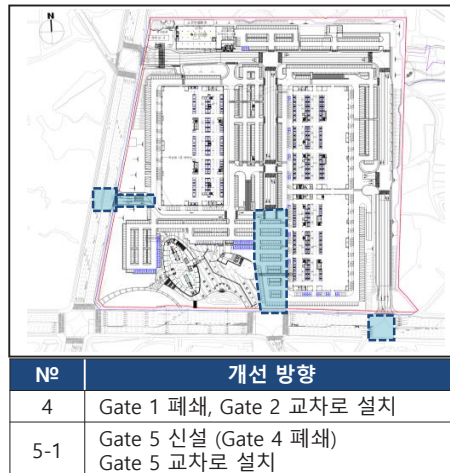 N
№ 개선 방향
4 Gate 1 폐쇄, Gate 2 교차로 설치
5-1 Gate 5 신설 (Gate 4 폐쇄)
Gate 5 교차로 설치